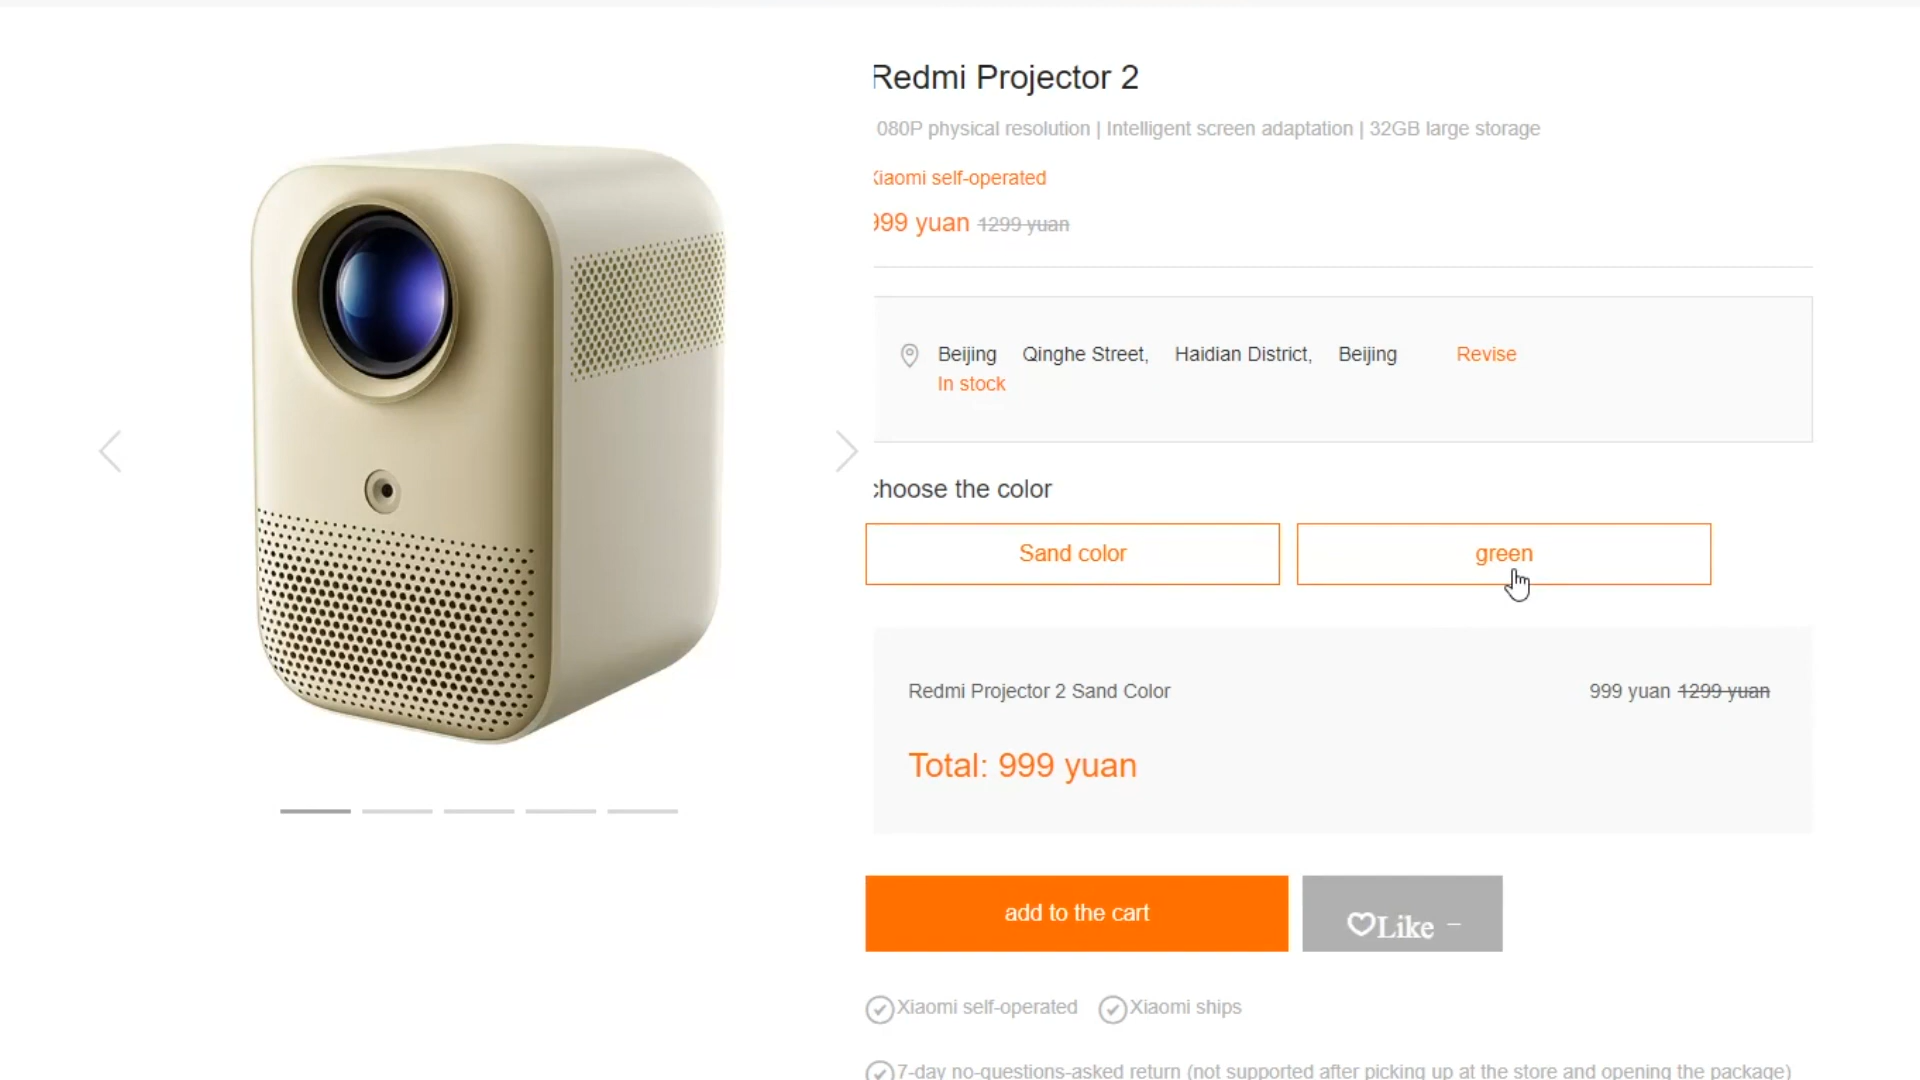 Redmi Projector 2
080P physical resolution | Intelligent screen adaptation | 32GB large storage
Xiaomi self-operated
999 yuan 1299 yuan
Beijing Qinghe Street, Haidian District, Beijing Revise
In stock
choose the color
Sand color green
Redmi Projector 2 Sand Color 999 yuan 1299 yuan
Total: 999 yuan
add to the cart Like –
Xiaomi self-operated Xiaomi ships
7-day no-questions-asked return (not supported after picking up at the store and opening the package)